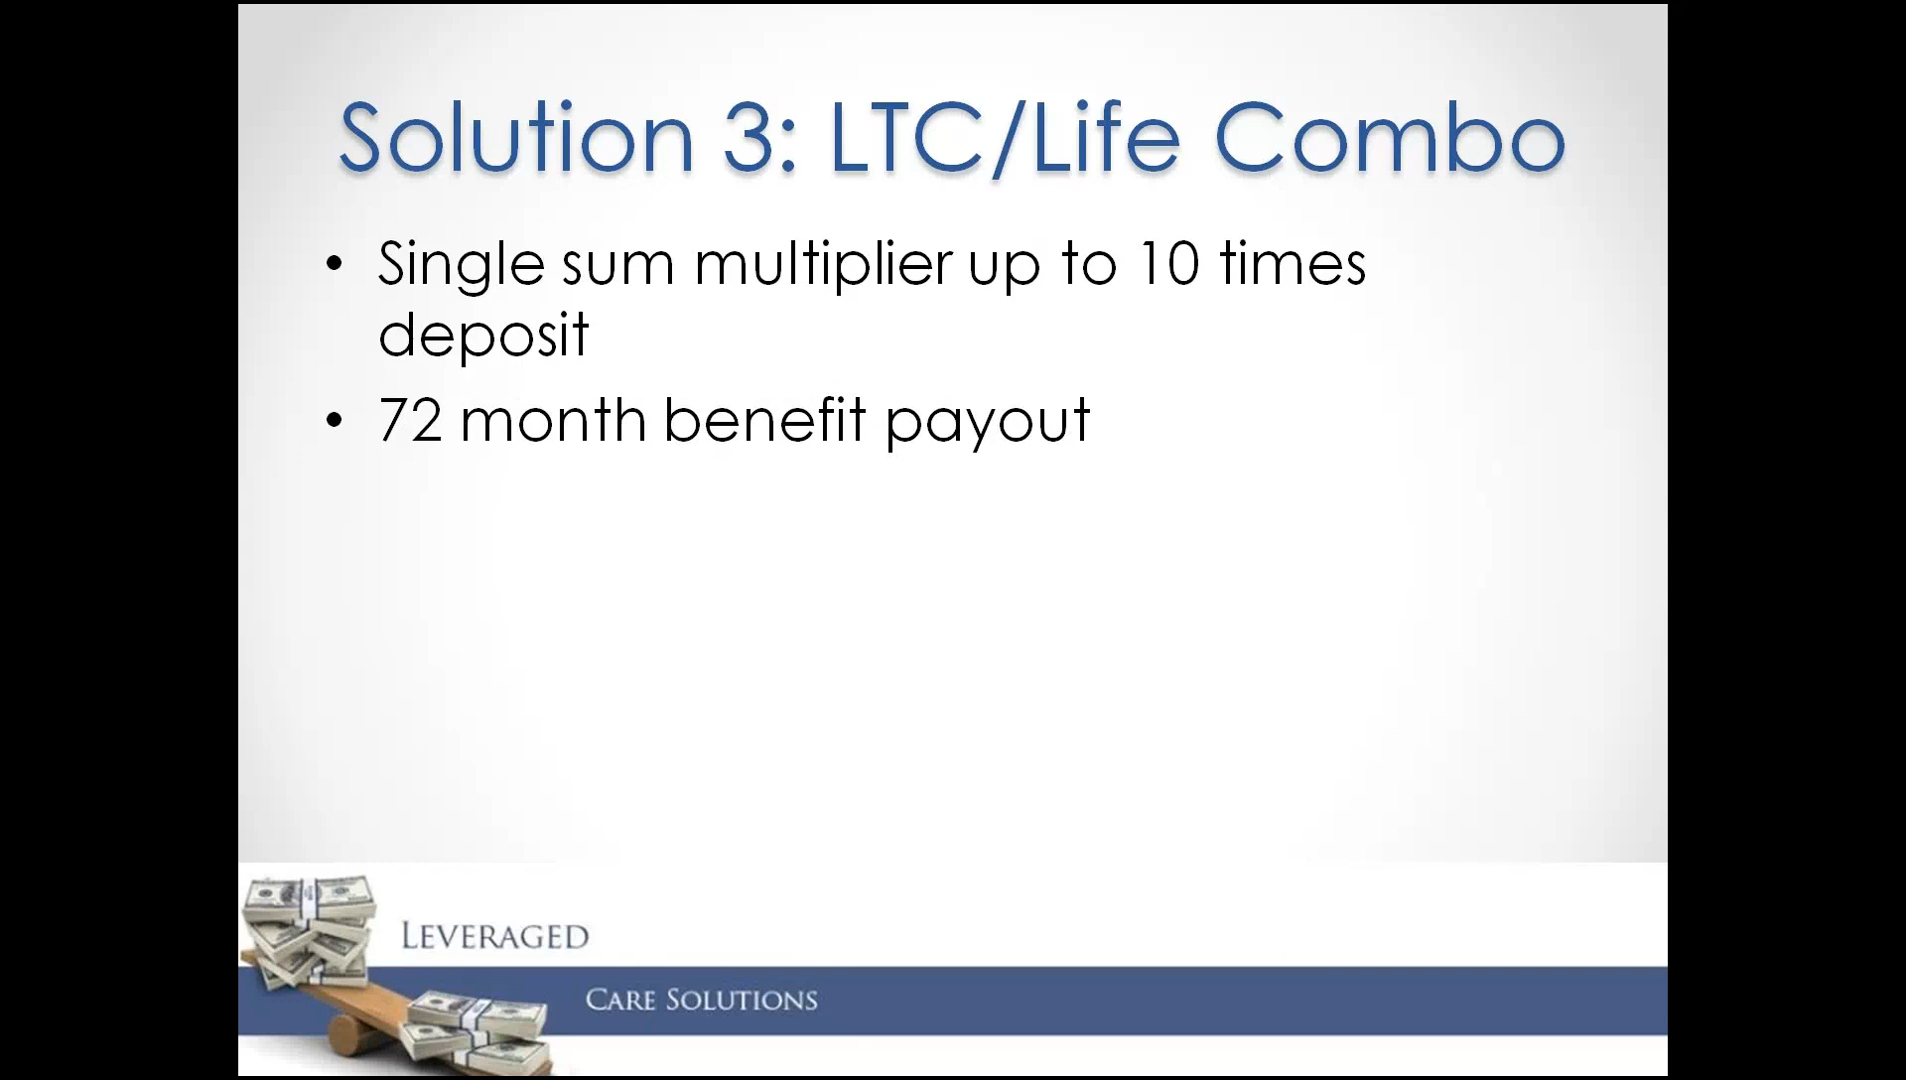 Solution 3: LTC/Life Combo
• Single sum multiplier up to 10 times
deposit
• 72 month benefit payout
LEVERAGED
CARE SOLUTIONS